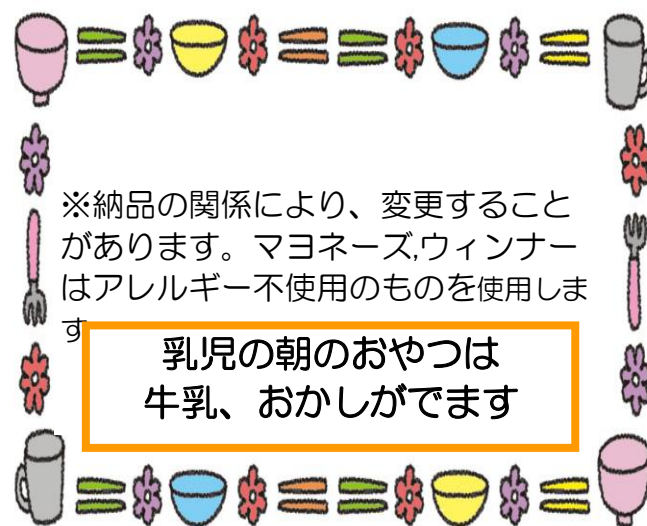 ※納品の関係により、変更すること
があります。マヨネーズ,ウィンナー
はアレルギー不使用のものを使用しま
す
乳児の朝のおやつは
牛乳、おかしがでます